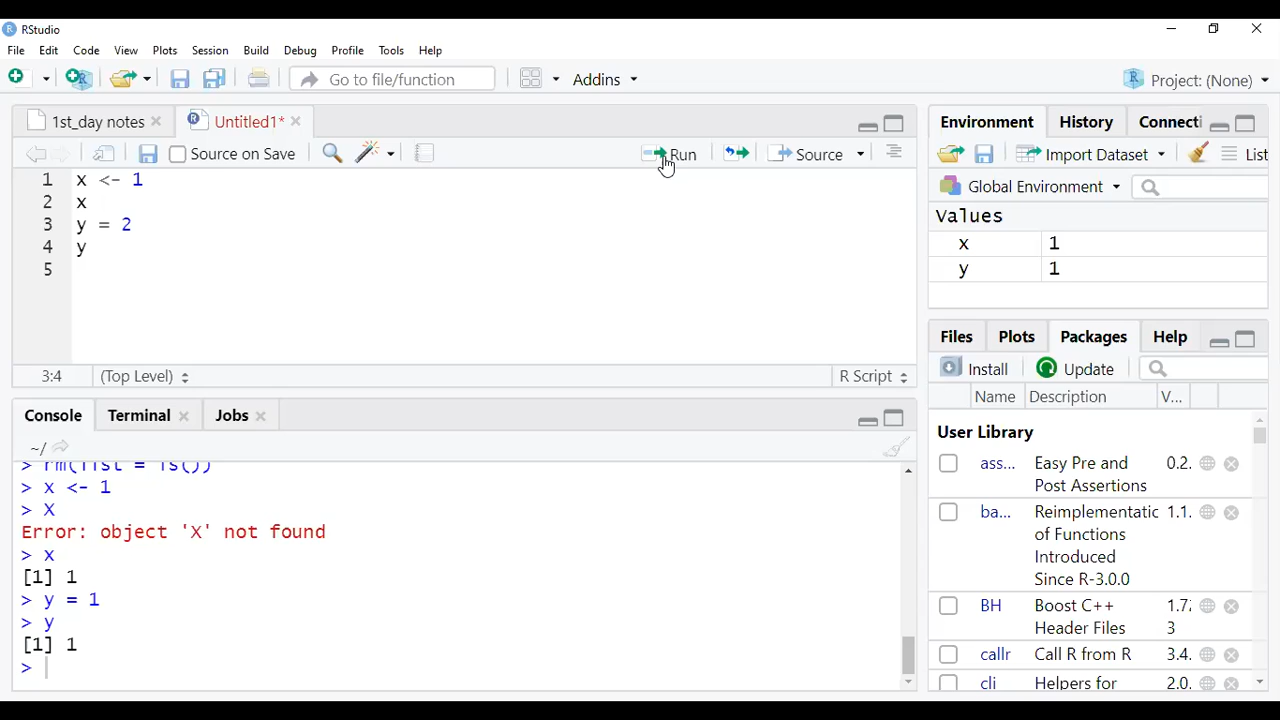 RStudio
File Edit Code View Plots Session Build Debug Profile Tools Help
Go to file/function Addins Project: (None)
1st_day notes Untitled1*
Source on Save Run Source
1 x <- 1
2 x
3 y = 2
4 y
5
3:4 (Top Level) R Script
Console Terminal Jobs
~/
> rm(list = ls())
> x <- 1
> X
Error: object 'X' not found
> x
[1] 1
> y = 1
> y
[1] 1
>
Environment History Connecti
Import Dataset List
Global Environment
Values
x 1
y 1
Files Plots Packages Help
Install Update
Name Description V...
User Library
ass... Easy Pre and 0.2.
Post Assertions
ba... Reimplementatic 1.1.
of Functions
Introduced
Since R-3.0.0
BH Boost C++ 1.7;
Header Files 3
callr Call R from R 3.4.
cli Helpers for 2.0.